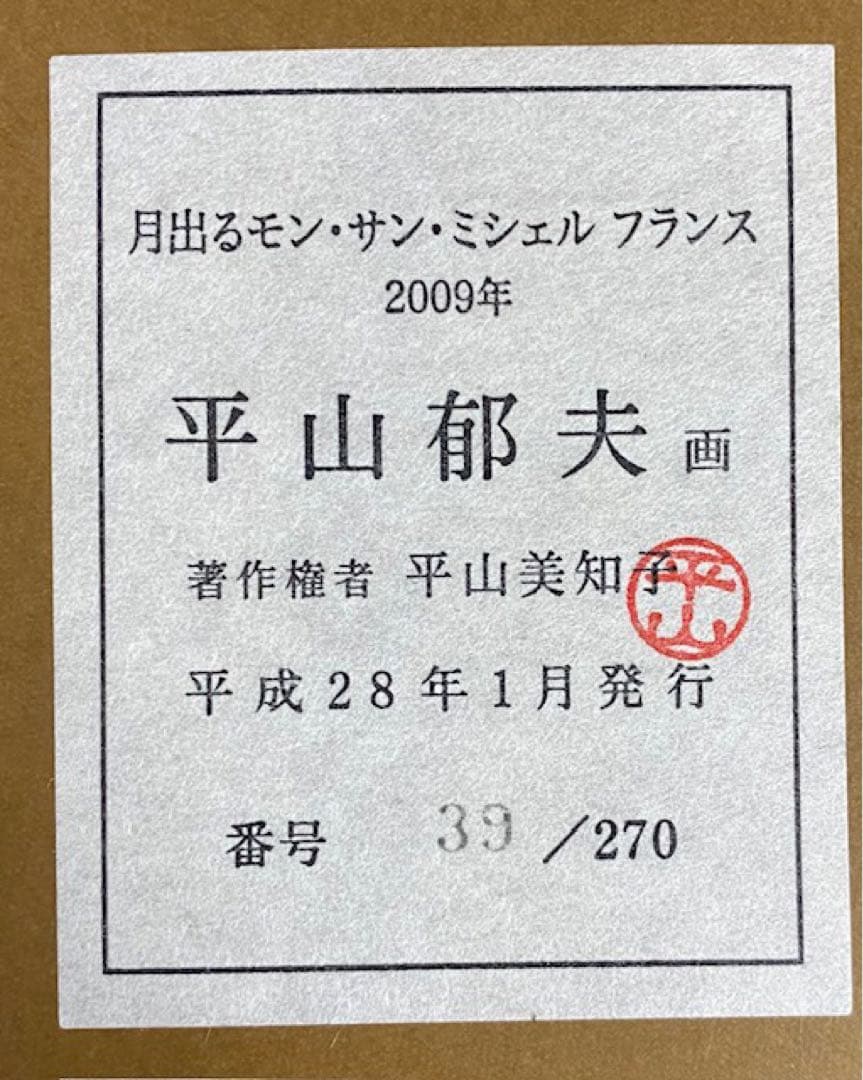 月出るモン・サン・ミシェル フランス
2009年
平山郁夫 画
著作権者 平山美知子
平山
平成28年1月発行
番号 39 /270